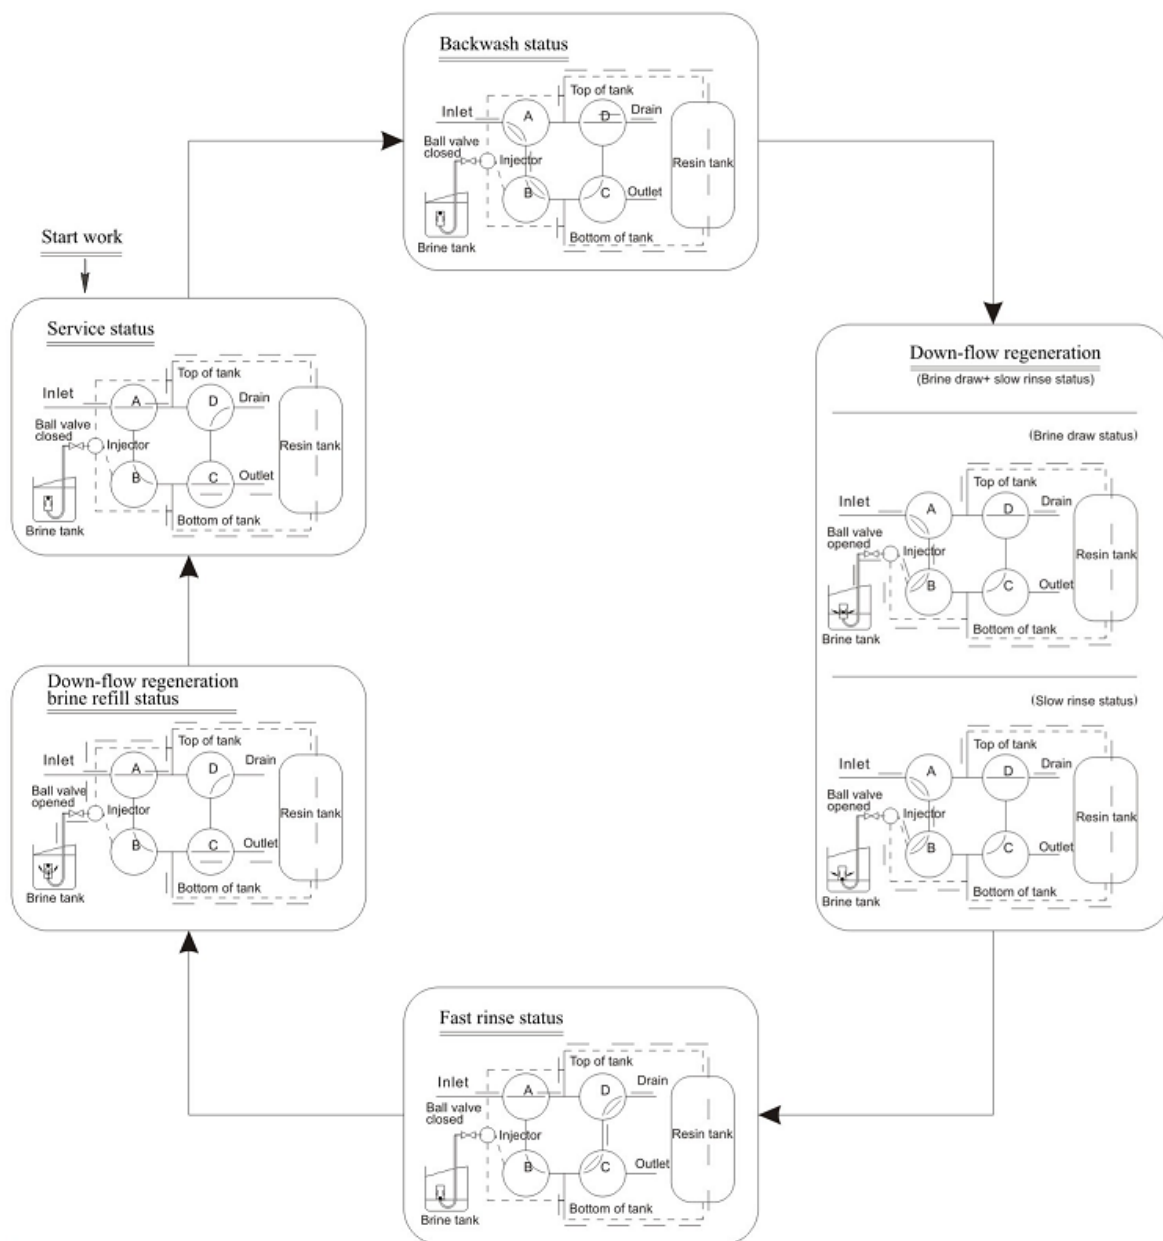 Backwash status
Top of tank
Inlet
A
D
Drain
Ball valve
closed
Injector
Resin tank
B
C
Outlet
Brine tank
Bottom of tank
Start work
Service status
Top of tank
Inlet
A
D
Drain
Ball valve
closed
Injector
Resin tank
B
C
Outlet
Brine tank
Bottom of tank
Down-flow regeneration
(Brine draw+ slow rinse status)
(Brine draw status)
Top of tank
Inlet
A
D
Drain
Ball valve
opened
Injector
Resin tank
B
C
Outlet
Brine tank
Bottom of tank
(Slow rinse status)
Top of tank
Inlet
A
D
Drain
Ball valve
opened
Injector
Resin tank
B
C
Outlet
Brine tank
Bottom of tank
Down-flow regeneration
brine refill status
Top of tank
Inlet
A
D
Drain
Ball valve
opened
Injector
Resin tank
B
C
Outlet
Brine tank
Bottom of tank
Fast rinse status
Top of tank
Inlet
A
D
Drain
Ball valve
closed
Injector
Resin tank
B
C
Outlet
Brine tank
Bottom of tank